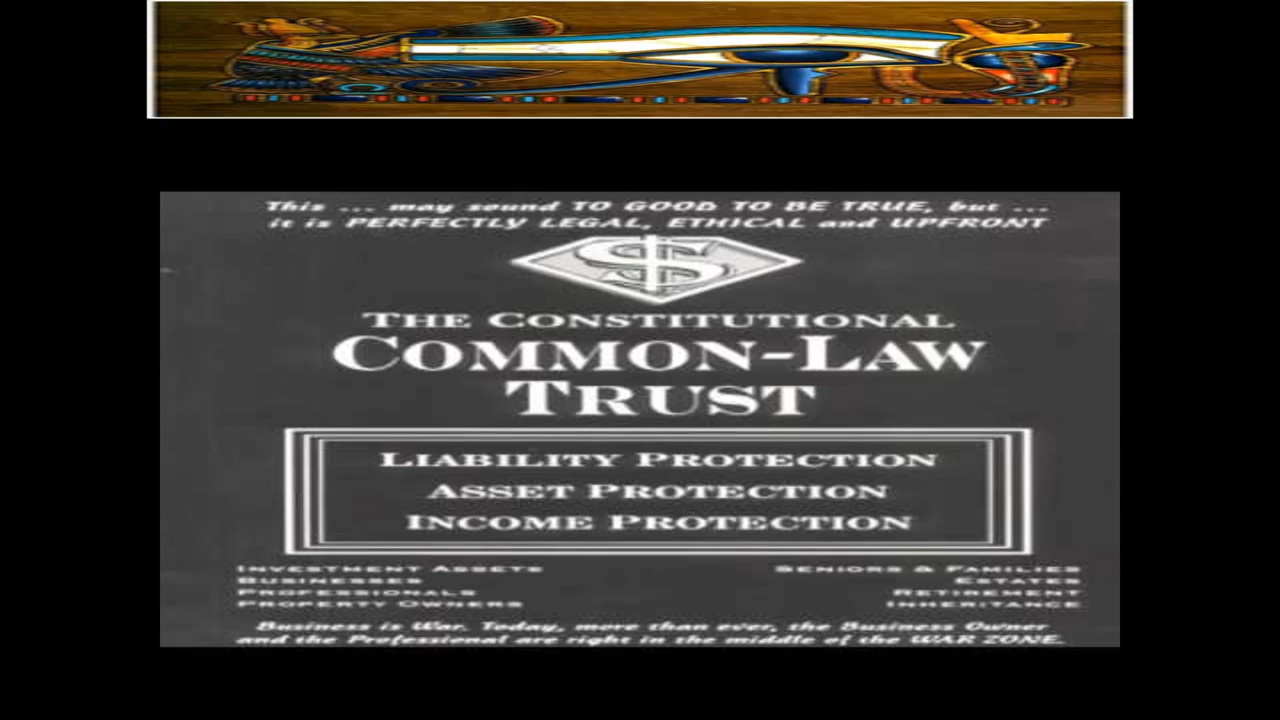 This ... may sound TO GOOD TO BE TRUE, but ...
it is PERFECTLY LEGAL, ETHICAL and UPFRONT
THE CONSTITUTIONAL
COMMON-LAW
TRUST
LIABILITY PROTECTION
ASSET PROTECTION
INCOME PROTECTION
INVESTMENT ASSETS
BUSINESSES
PROFESSIONALS
PROPERTY OWNERS
SENIORS & FAMILIES
ESTATES
RETIREMENT
INHERITANCE
Business is War. Today, more than ever, the Business Owner
and the Professional are right in the middle of the WAR ZONE.